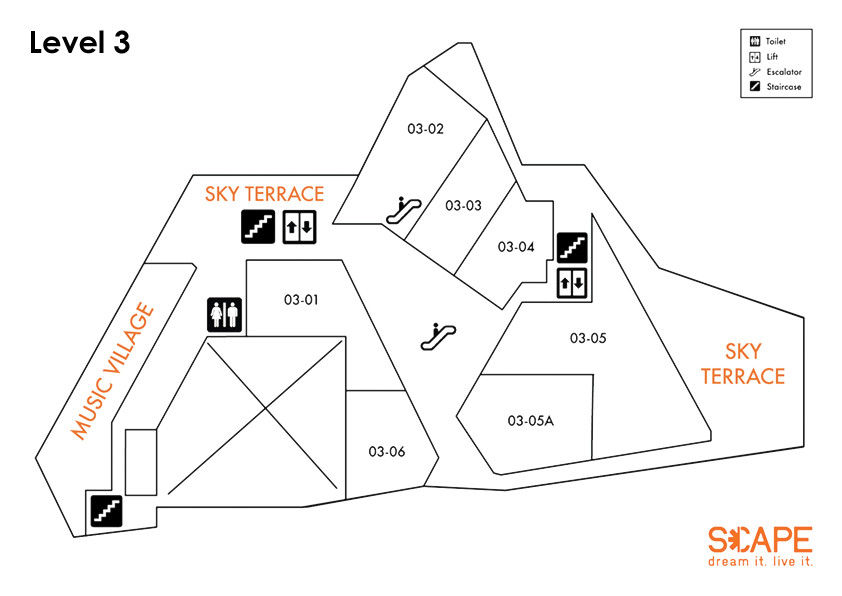 Level 3
Toilet
Lift
Escalator
Staircase
03-02
SKY TERRACE
03-03
03-04
03-01
MUSIC VILLAGE
03-05
SKY
TERRACE
03-05A
03-06
SCAPE
dream it. live it.